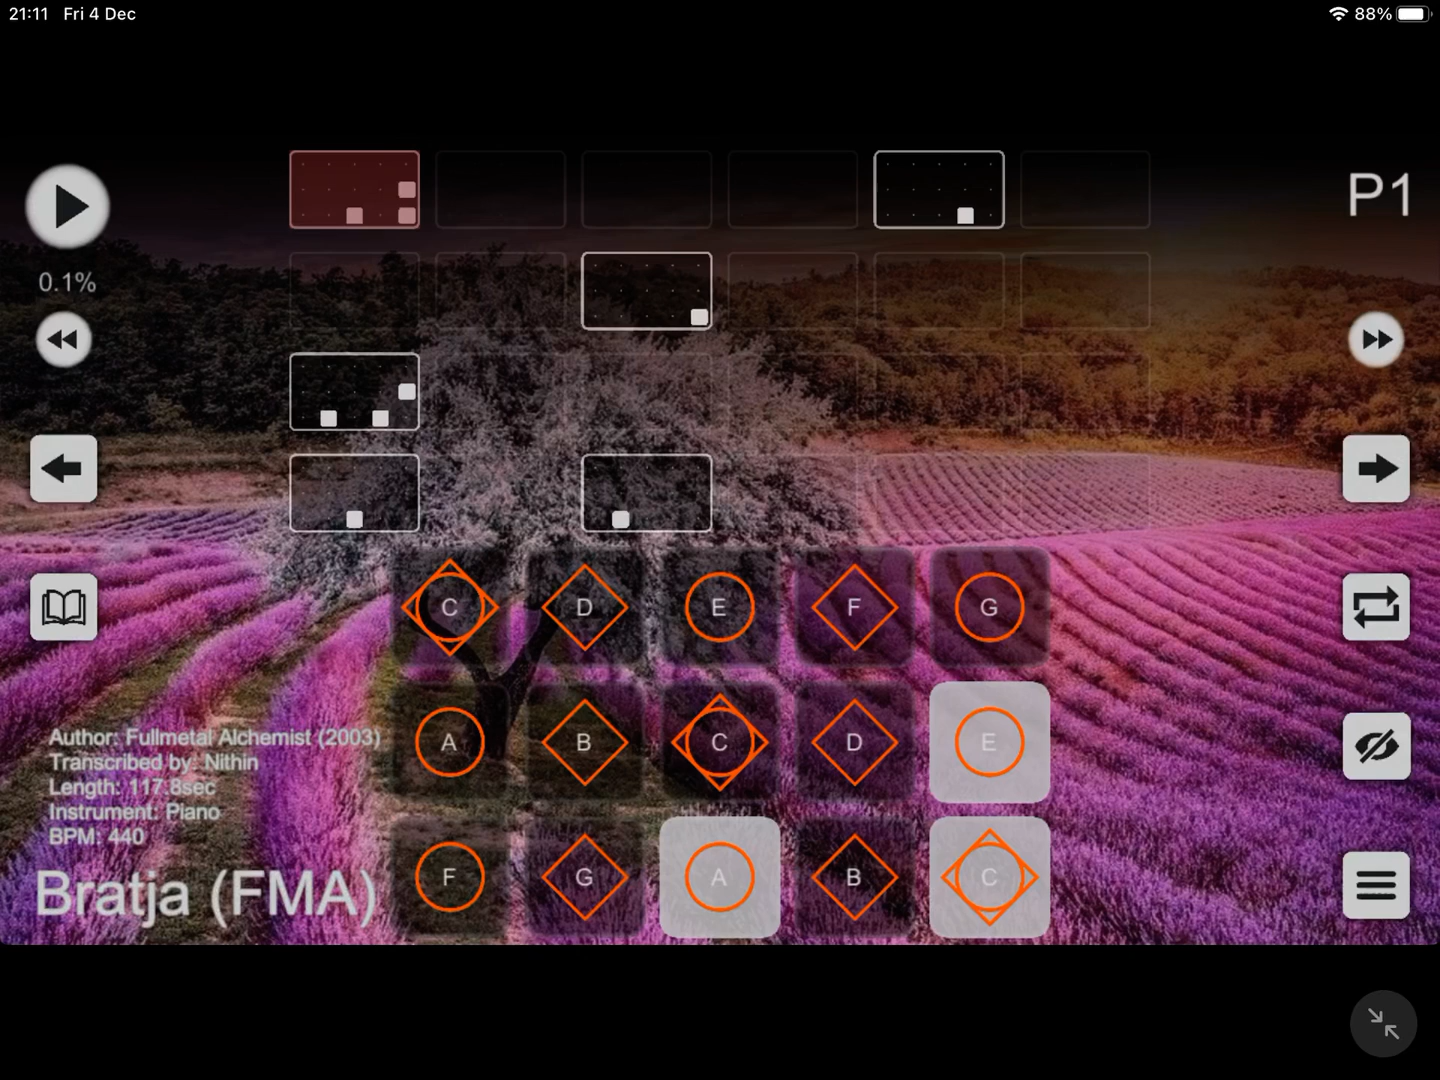 21:11 Fri 4 Dec
88%
P1
0.1%
C D E F G
A B C D E
F G A B C
Author: Fullmetal Alchemist (2003)
Transcribed by: Nithin
Length: 117.8sec
Instrument: Piano
BPM: 440
Bratja (FMA)